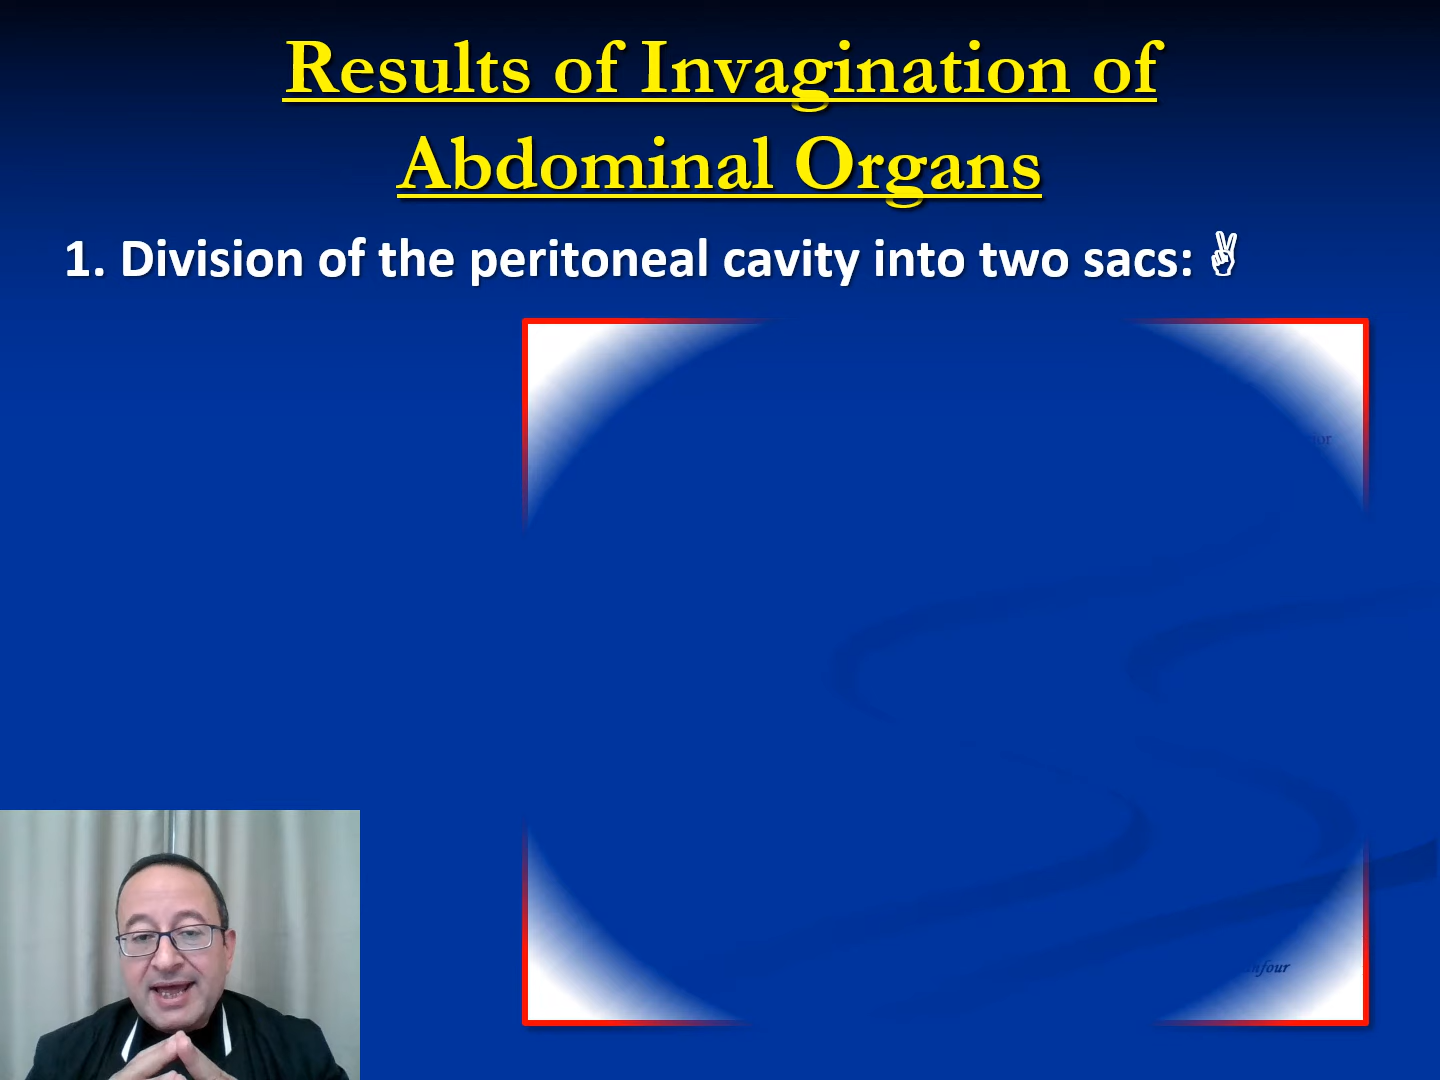 Results of Invagination of
Abdominal Organs
1. Division of the peritoneal cavity into two sacs: ✌